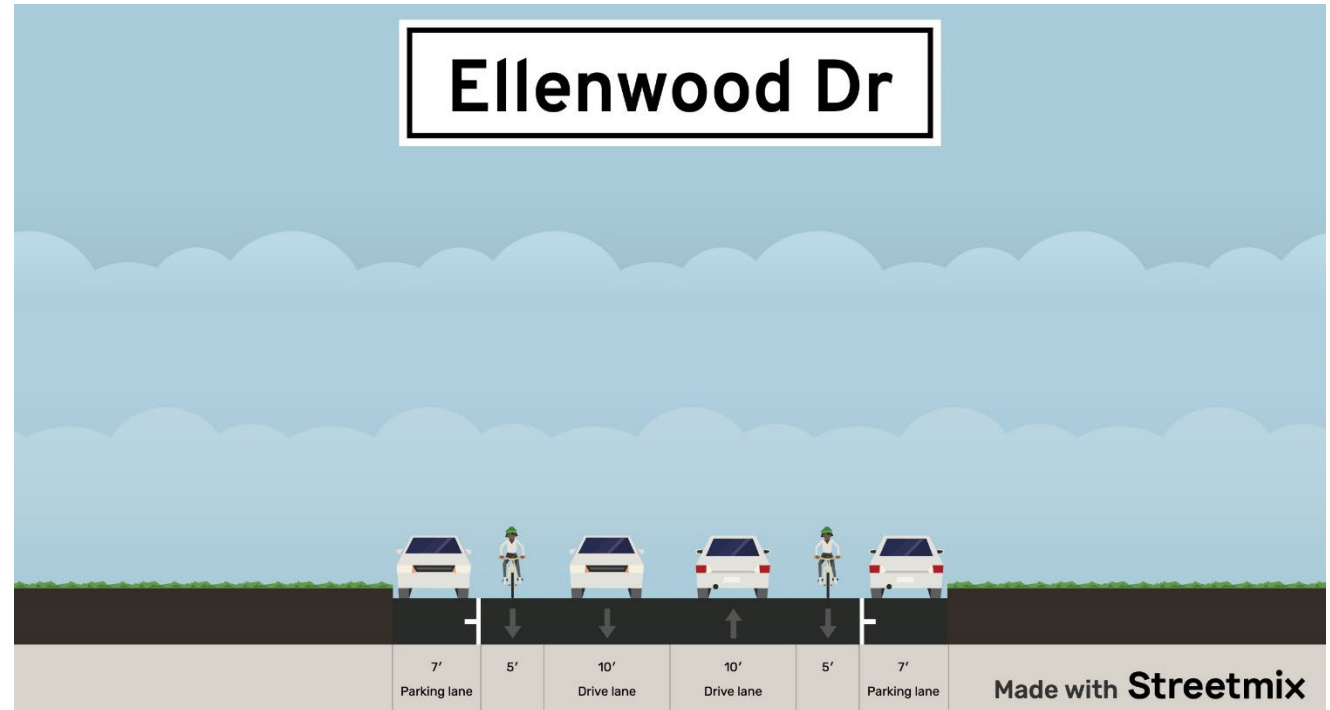 Ellenwood Dr
7′ 5′ 10′ 10′ 5′ 7′
Parking lane Drive lane Drive lane Parking lane
Made with Streetmix